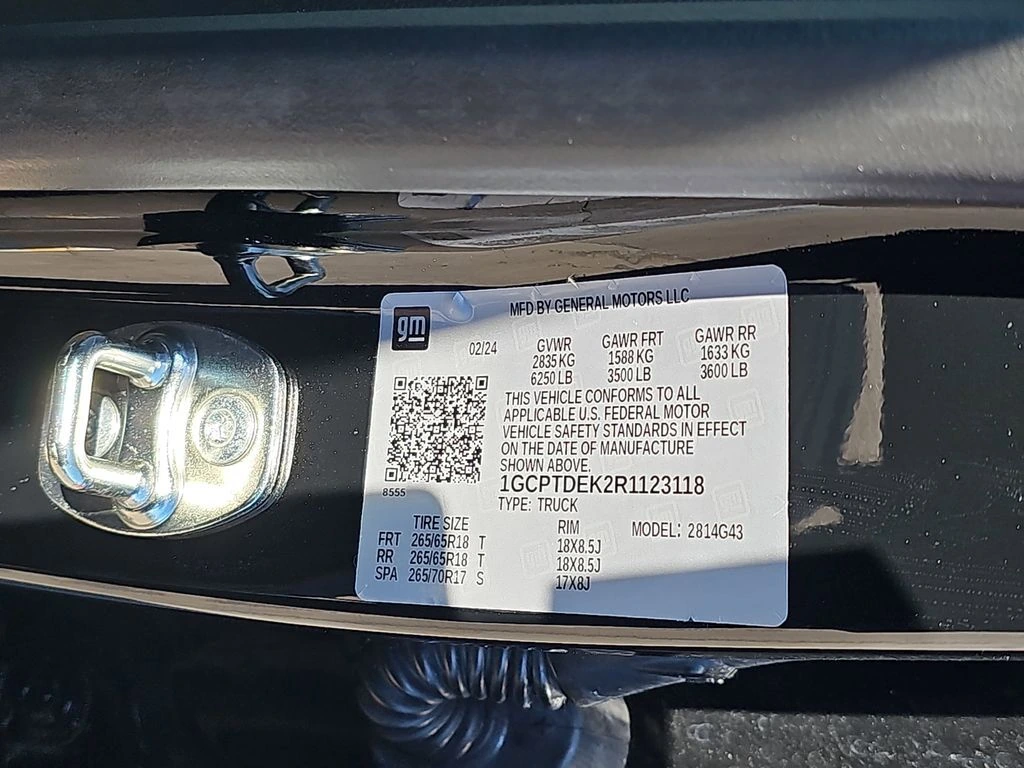 gm
MFD BY GENERAL MOTORS LLC
02/24
GVWR
2835 KG
6250 LB
GAWR FRT
1588 KG
3500 LB
GAWR RR
1633 KG
3600 LB
THIS VEHICLE CONFORMS TO ALL
APPLICABLE U.S. FEDERAL MOTOR
VEHICLE SAFETY STANDARDS IN EFFECT
ON THE DATE OF MANUFACTURE
SHOWN ABOVE.
8555
1GCPTDEK2R1123118
TYPE: TRUCK
TIRE SIZE RIM MODEL: 2814G43
FRT 265/65R18 T 18X8.5J
RR 265/65R18 T 18X8.5J
SPA 265/70R17 S 17X8J